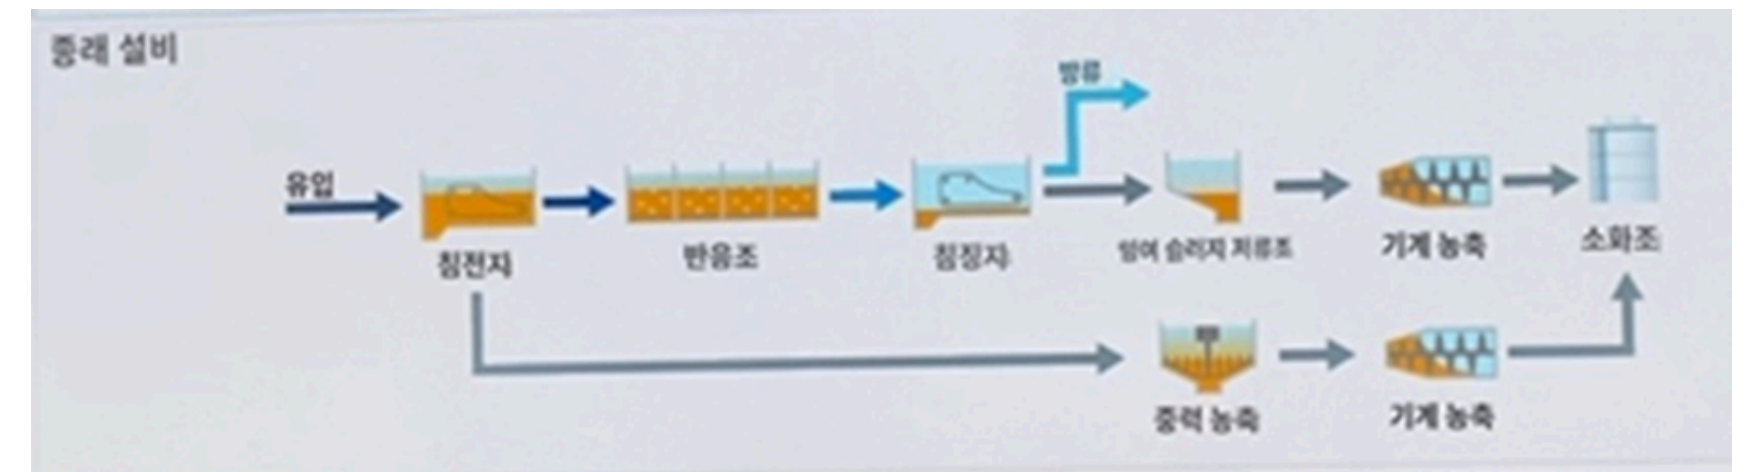 종래 설비
방류
유입
침전지
반응조
침징지
잉여 슬러지 저류조
기계 농축
소화조
중력 농축
기계 농축